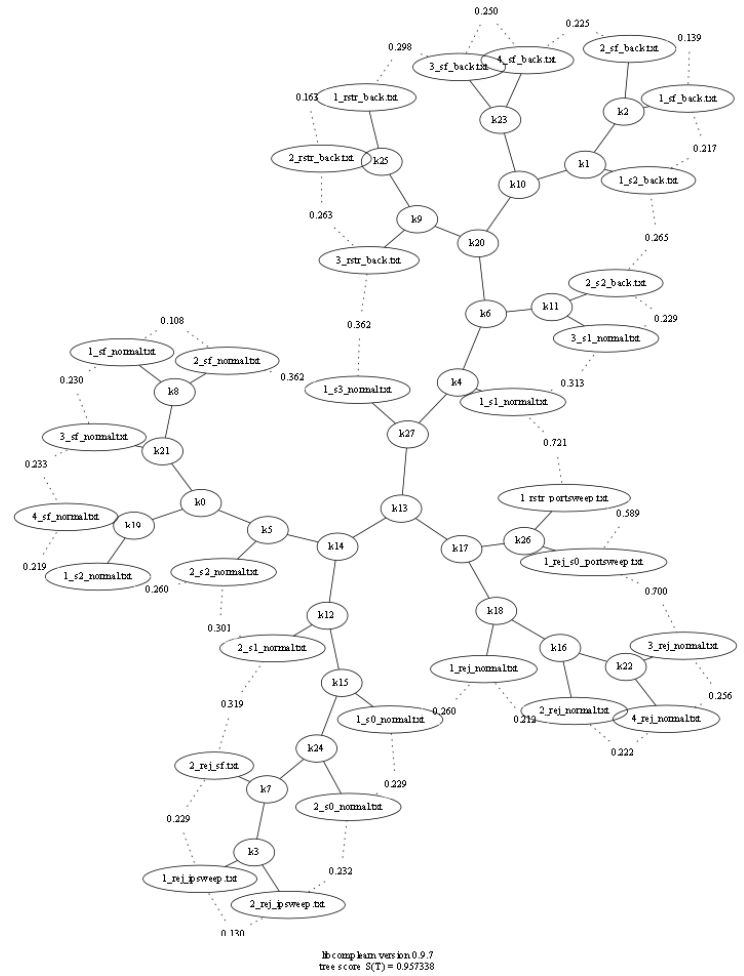 0.250
0.225
0.298
0.139
2_sf_back.txt
3_sf_back.txt
4_sf_back.txt
0.163
1_rstr_back.txt
1_sf_back.txt
k2
k23
0.217
2_rstr_back.txt
k25
k1
1_s2_back.txt
k10
0.263
k9
k20
0.265
3_rstr_back.txt
2_s2_back.txt
k11
k6
0.229
0.108
0.362
3_s1_normal.txt
1_sf_normal.txt
2_sf_normal.txt
0.230
0.362
k8
1_s3_normal.txt
k4
0.313
1_s1_normal.txt
3_sf_normal.txt
k27
0.721
k21
0.233
k0
1_rstr_portsweep.txt
4_sf_normal.txt
k19
k5
k13
0.589
k14
k17
k26
0.219
1_s2_normal.txt
2_s2_normal.txt
0.260
1_rej_s0_portsweep.txt
0.700
k12
k18
0.301
2_s1_normal.txt
k16
3_rej_normal.txt
1_rej_normal.txt
k22
k15
0.319
0.260
0.212
2_rej_normal.txt
4_rej_normal.txt
0.256
1_s0_normal.txt
k24
0.222
2_rej_sf.txt
k7
0.229
2_s0_normal.txt
0.229
k3
0.232
1_rej_ipsweep.txt
2_rej_ipsweep.txt
0.130
libcomplearn version 0.9.7
tree score S(T) = 0.957338